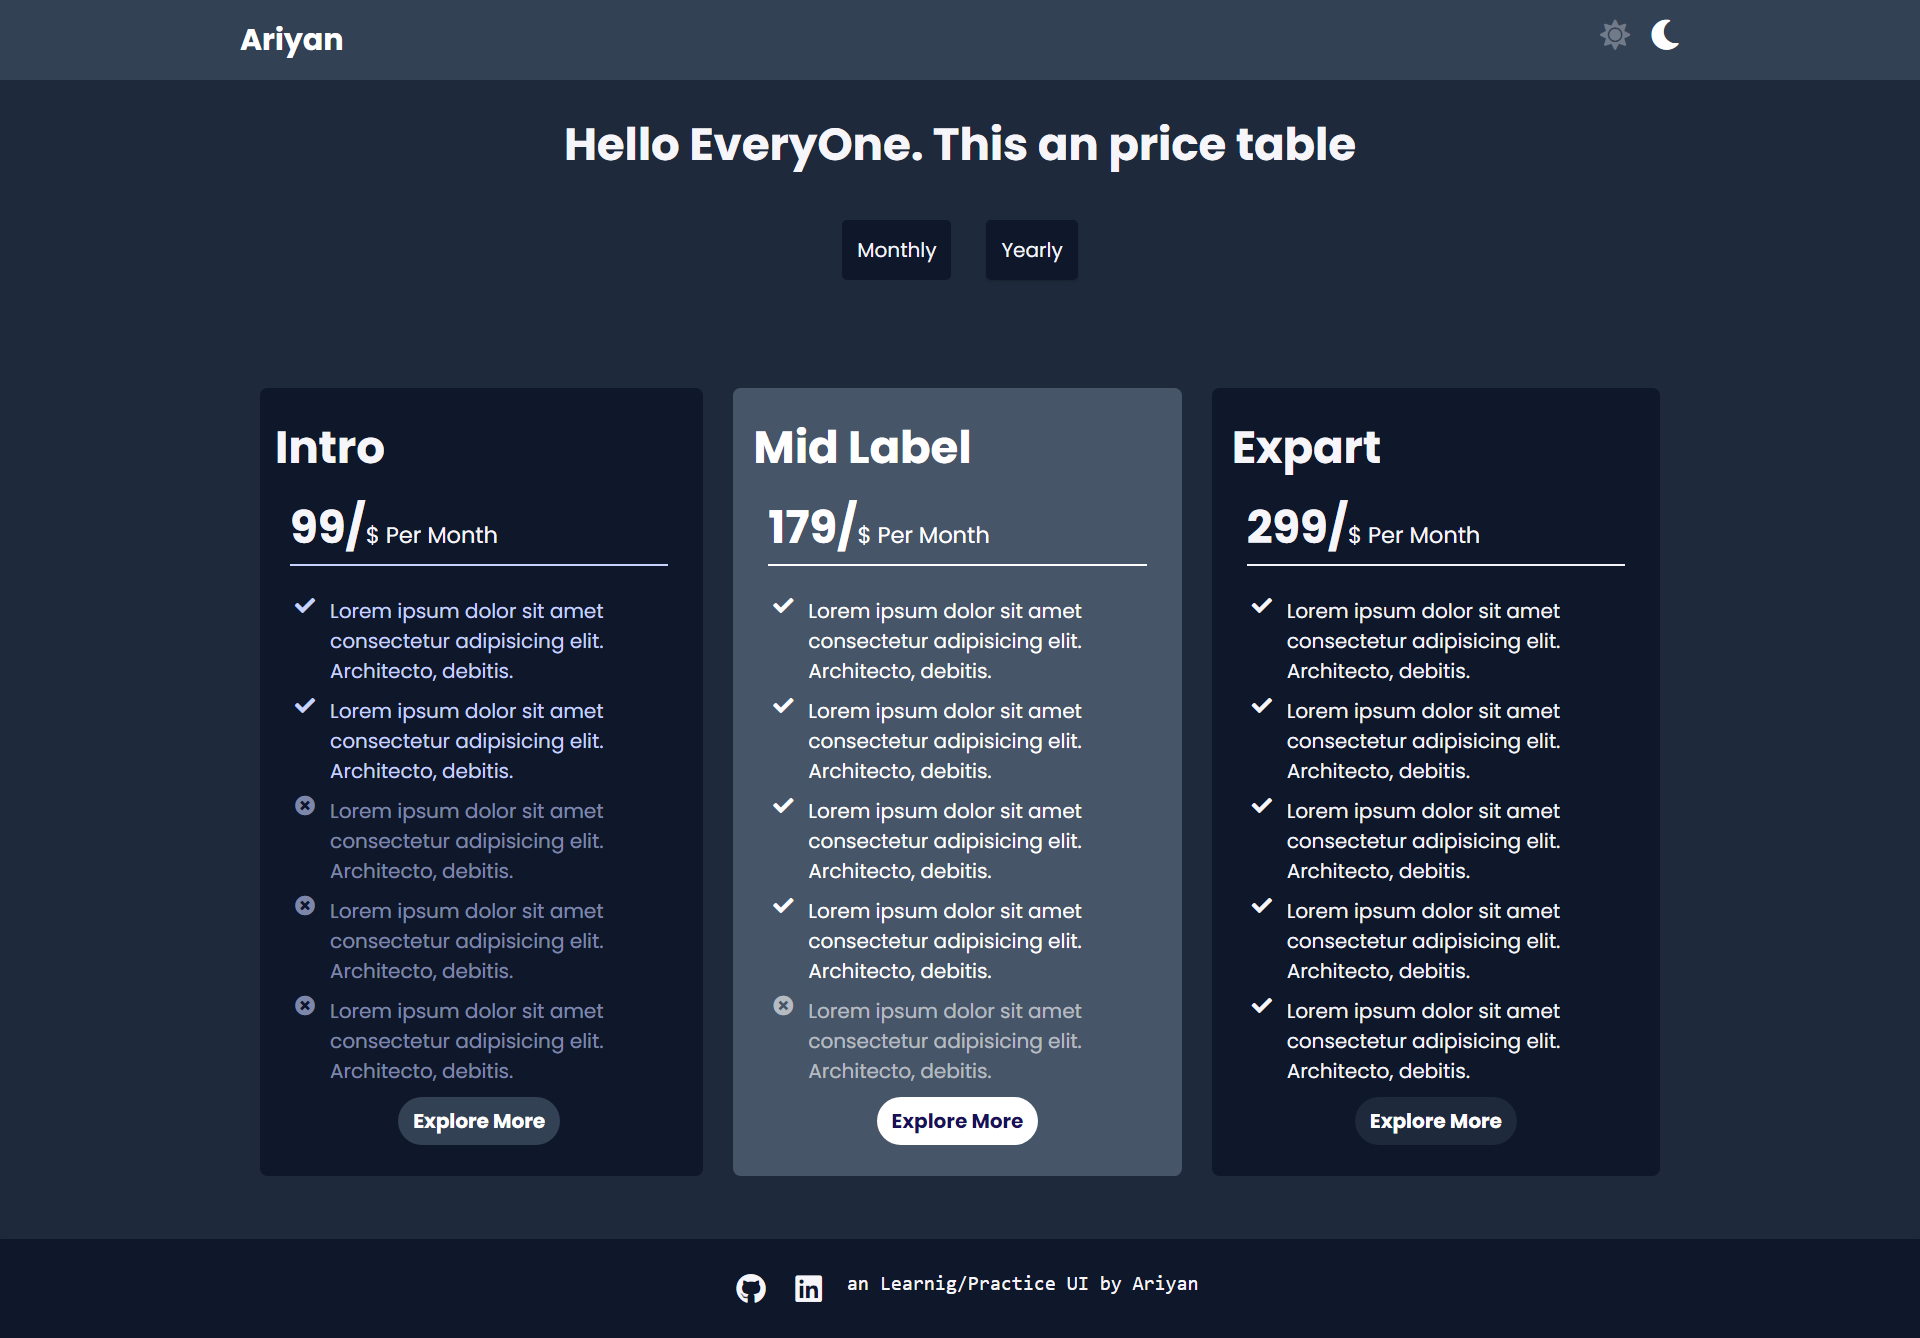 Ariyan
Hello EveryOne. This an price table
Monthly
Yearly
Intro
99/$ Per Month
Lorem ipsum dolor sit amet
consectetur adipisicing elit.
Architecto, debitis.
Lorem ipsum dolor sit amet
consectetur adipisicing elit.
Architecto, debitis.
Lorem ipsum dolor sit amet
consectetur adipisicing elit.
Architecto, debitis.
Lorem ipsum dolor sit amet
consectetur adipisicing elit.
Architecto, debitis.
Lorem ipsum dolor sit amet
consectetur adipisicing elit.
Architecto, debitis.
Explore More
Mid Label
179/$ Per Month
Lorem ipsum dolor sit amet
consectetur adipisicing elit.
Architecto, debitis.
Lorem ipsum dolor sit amet
consectetur adipisicing elit.
Architecto, debitis.
Lorem ipsum dolor sit amet
consectetur adipisicing elit.
Architecto, debitis.
Lorem ipsum dolor sit amet
consectetur adipisicing elit.
Architecto, debitis.
Lorem ipsum dolor sit amet
consectetur adipisicing elit.
Architecto, debitis.
Explore More
Expart
299/$ Per Month
Lorem ipsum dolor sit amet
consectetur adipisicing elit.
Architecto, debitis.
Lorem ipsum dolor sit amet
consectetur adipisicing elit.
Architecto, debitis.
Lorem ipsum dolor sit amet
consectetur adipisicing elit.
Architecto, debitis.
Lorem ipsum dolor sit amet
consectetur adipisicing elit.
Architecto, debitis.
Lorem ipsum dolor sit amet
consectetur adipisicing elit.
Architecto, debitis.
Explore More
an Learnig/Practice UI by Ariyan